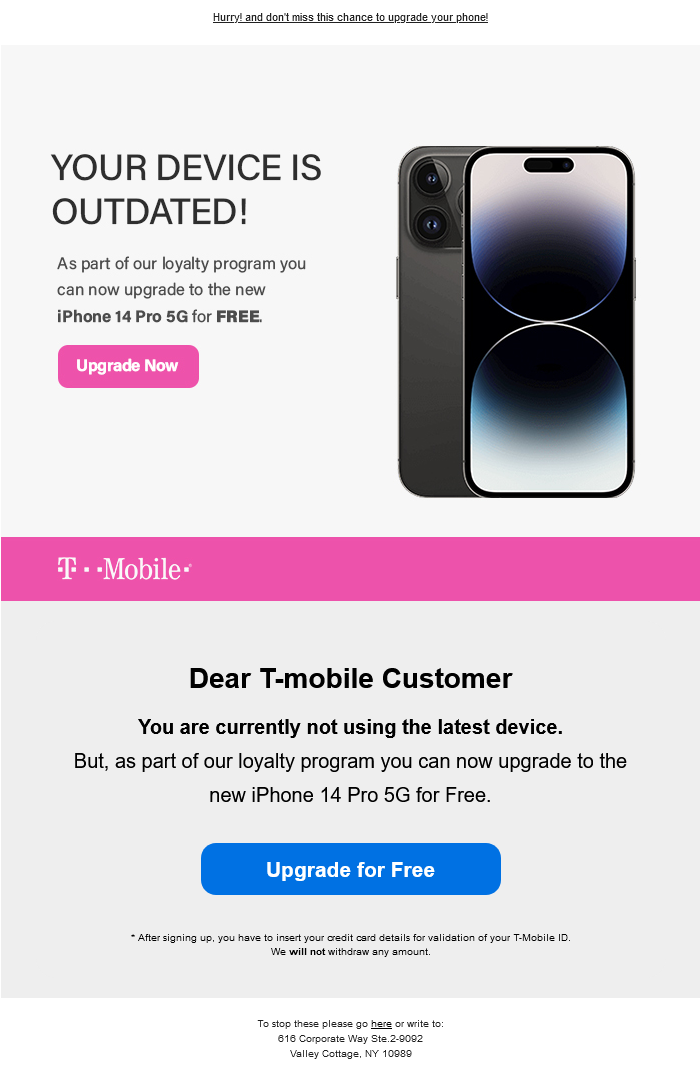 Hurry! and don't miss this chance to upgrade your phone!
YOUR DEVICE IS
OUTDATED!
As part of our loyalty program you
can now upgrade to the new
iPhone 14 Pro 5G for FREE.
Upgrade Now
T··Mobile·
Dear T-mobile Customer
You are currently not using the latest device.
But, as part of our loyalty program you can now upgrade to the
new iPhone 14 Pro 5G for Free.
Upgrade for Free
* After signing up, you have to insert your credit card details for validation of your T-Mobile ID.
We will not withdraw any amount.
To stop these please go here or write to:
616 Corporate Way Ste.2-9092
Valley Cottage, NY 10989